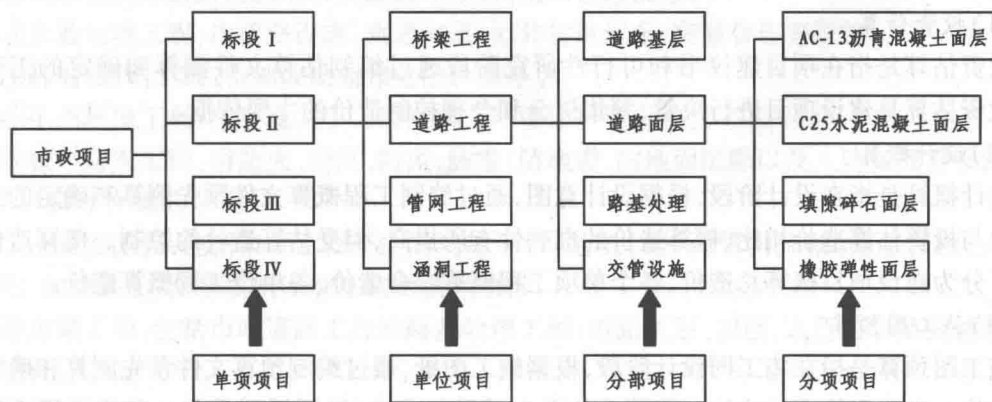 标段Ⅰ
桥梁工程
道路基层
AC-13沥青混凝土面层
标段Ⅱ
道路工程
道路面层
C25水泥混凝土面层
市政项目
标段Ⅲ
管网工程
路基处理
填隙碎石面层
标段Ⅳ
涵洞工程
交管设施
橡胶弹性面层
单项项目
单位项目
分部项目
分项项目